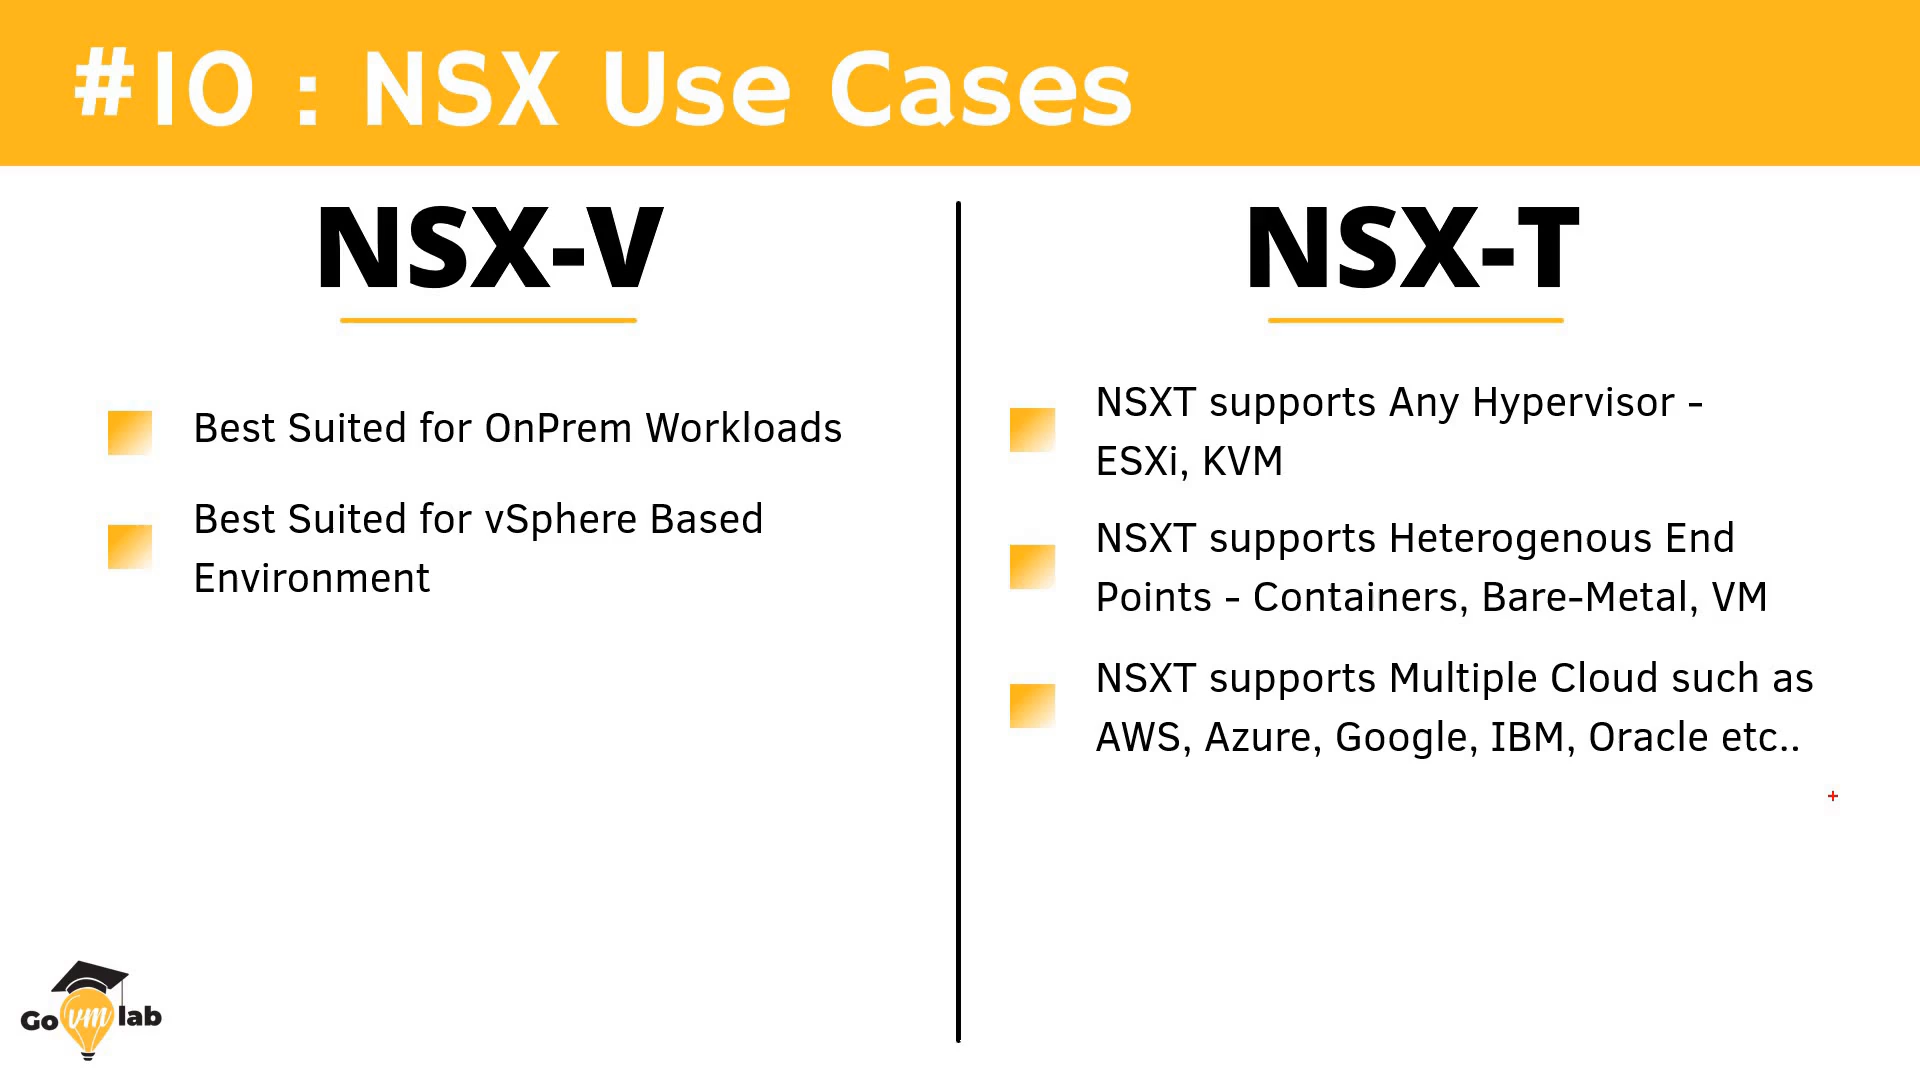 #10 : NSX Use Cases
NSX-V
Best Suited for OnPrem Workloads
Best Suited for vSphere Based
Environment
NSX-T
NSXT supports Any Hypervisor -
ESXi, KVM
NSXT supports Heterogenous End
Points - Containers, Bare-Metal, VM
NSXT supports Multiple Cloud such as
AWS, Azure, Google, IBM, Oracle etc..
Go vm lab